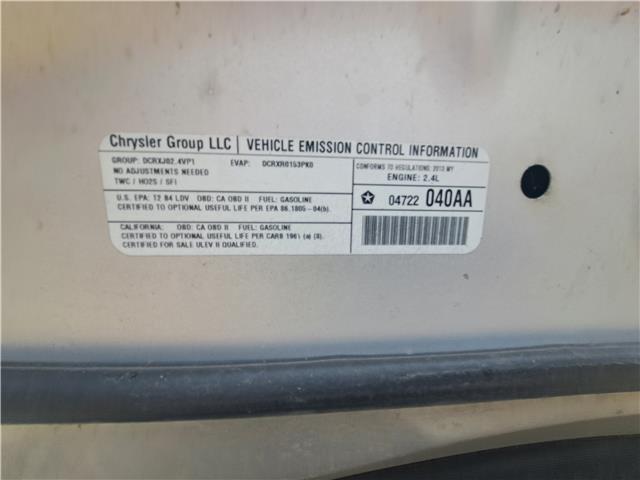 Chrysler Group LLC VEHICLE EMISSION CONTROL INFORMATION
GROUP: DCRXJ02.4VP1 EVAP: DCRXR0153PK0
NO ADJUSTMENTS NEEDED
TWC / HO2S / SFI
CONFORMS TO REGULATIONS: 2013 MY
ENGINE: 2.4L
U.S. EPA: T2 B4 LDV OBD: CA OBD II FUEL: GASOLINE
CERTIFIED TO OPTIONAL USEFUL LIFE PER EPA 86.1805-04(b).
04722 040AA
CALIFORNIA: OBD: CA OBD II FUEL: GASOLINE
CERTIFIED TO OPTIONAL USEFUL LIFE PER CARB 1961 (a) (8).
CERTIFIED FOR SALE ULEV II QUALIFIED.